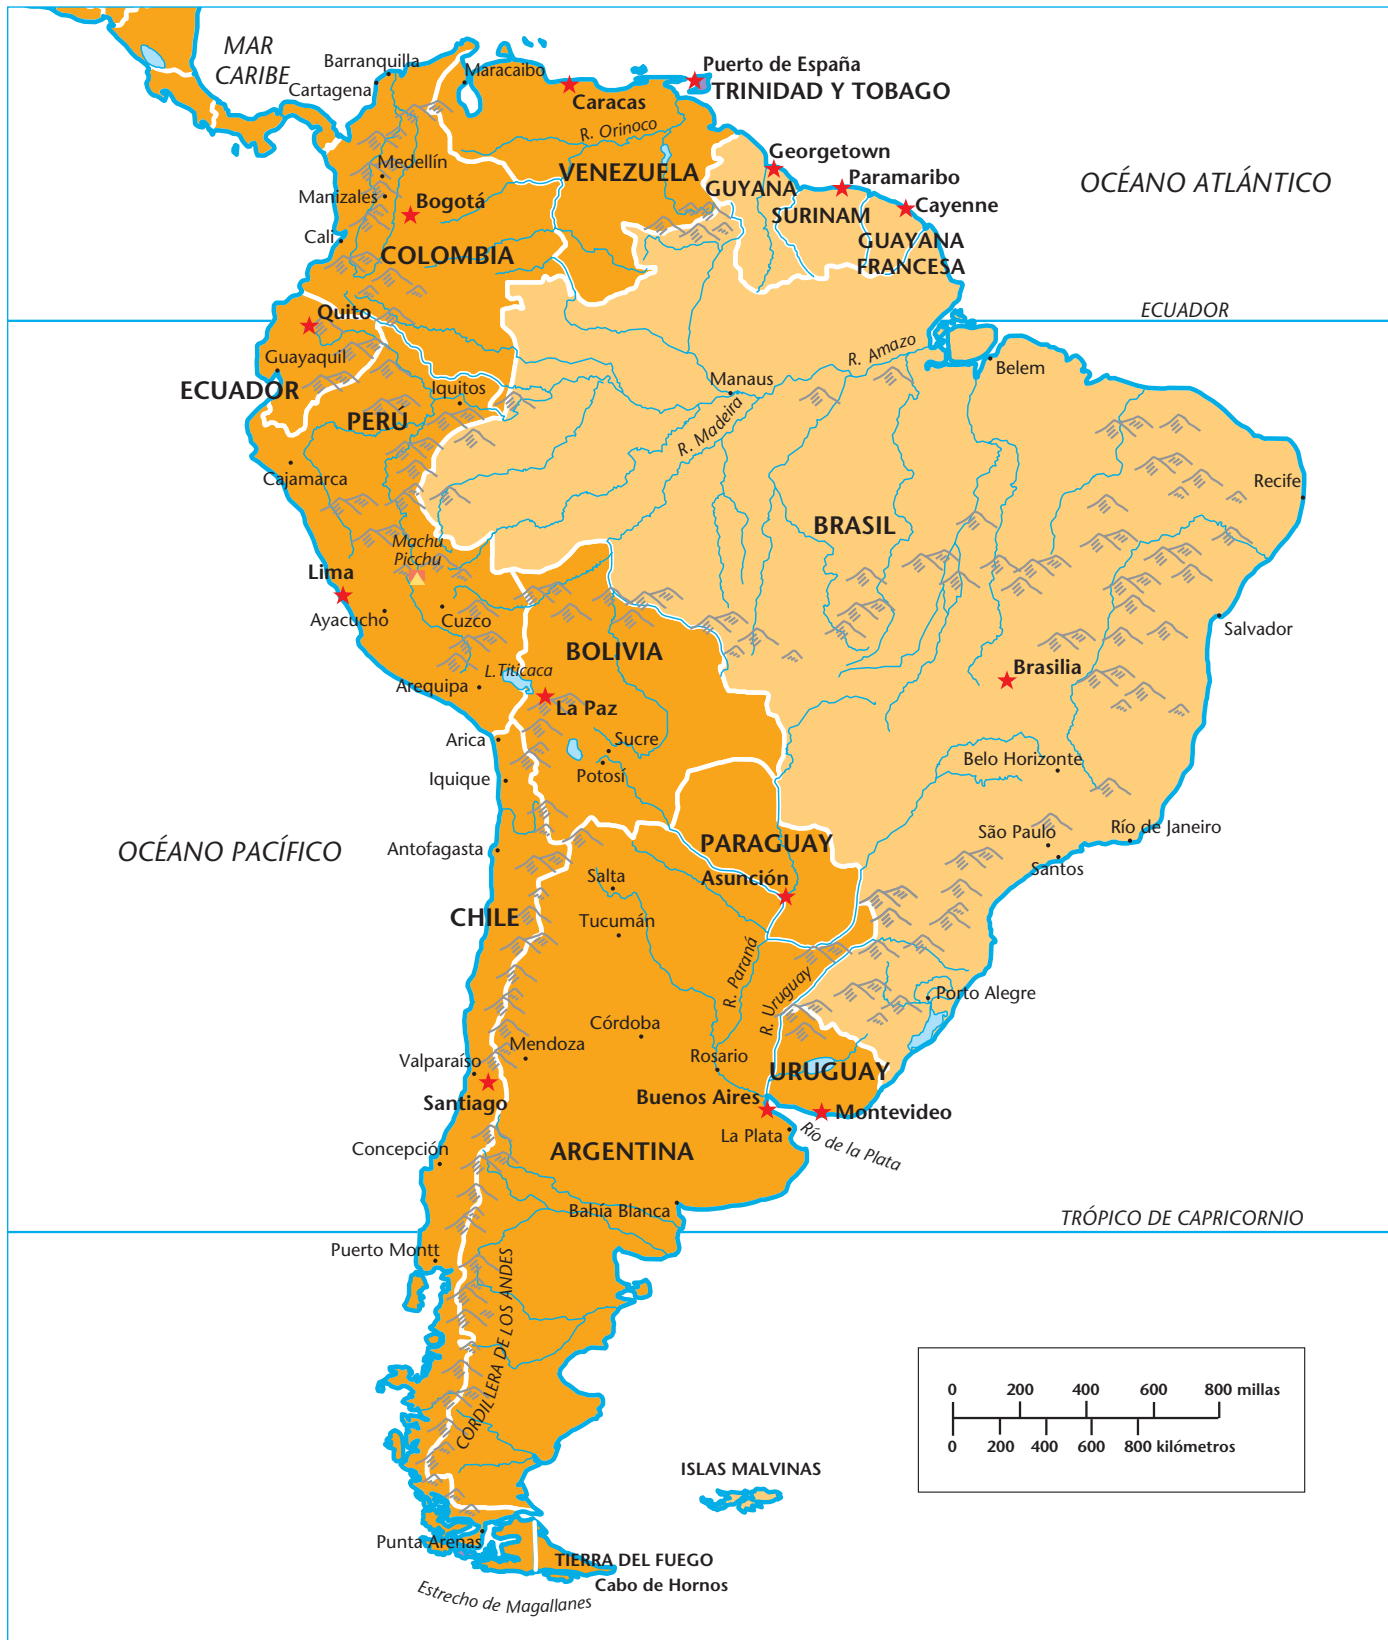 MAR
CARIBE
Barranquilla
Cartagena
Maracaibo
Caracas
Puerto de España
TRINIDAD Y TOBAGO
R. Orinoco
Georgetown
VENEZUELA
GUYANA
Paramaribo
SURINAM
Cayenne
GUAYANA
FRANCESA
OCÉANO ATLÁNTICO
Medellín
Manizales
Bogotá
Cali
COLOMBIA
ECUADOR
Quito
Guayaquil
ECUADOR
Iquitos
PERÚ
Cajamarca
R. Amazo
Manaus
Belem
R. Madeira
Recife
BRASIL
Machu
Picchu
Lima
Ayacucho
Cuzco
Salvador
BOLIVIA
L. Titicaca
Arequipa
La Paz
Brasilia
Arica
Sucre
Iquique
Potosí
Belo Horizonte
OCÉANO PACÍFICO
Antofagasta
PARAGUAY
São Paulo
Río de Janeiro
Santos
Salta
Asunción
CHILE
Tucumán
R. Paraná
R. Uruguay
Porto Alegre
Córdoba
Mendoza
Rosario
Valparaíso
URUGUAY
Santiago
Buenos Aires
Montevideo
La Plata
Río de la Plata
Concepción
ARGENTINA
Bahía Blanca
TRÓPICO DE CAPRICORNIO
Puerto Montt
CORDILLERA DE LOS ANDES
0 200 400 600 800 millas
0 200 400 600 800 kilómetros
ISLAS MALVINAS
Punta Arenas
TIERRA DEL FUEGO
Cabo de Hornos
Estrecho de Magallanes